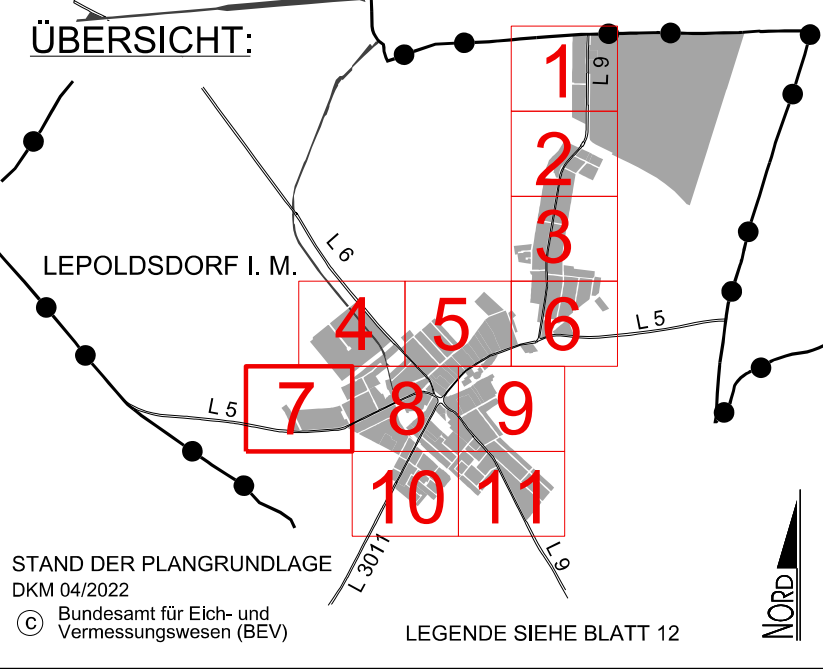 ÜBERSICHT:
1
L 9
2
3
L 6
LEPOLDSDORF I. M.
4
5
6
L 5
7
L 5
8
9
10
11
L 3011
L 9
STAND DER PLANGRUNDLAGE
DKM 04/2022
c Bundesamt für Eich- und
Vermessungswesen (BEV)
LEGENDE SIEHE BLATT 12
NORD